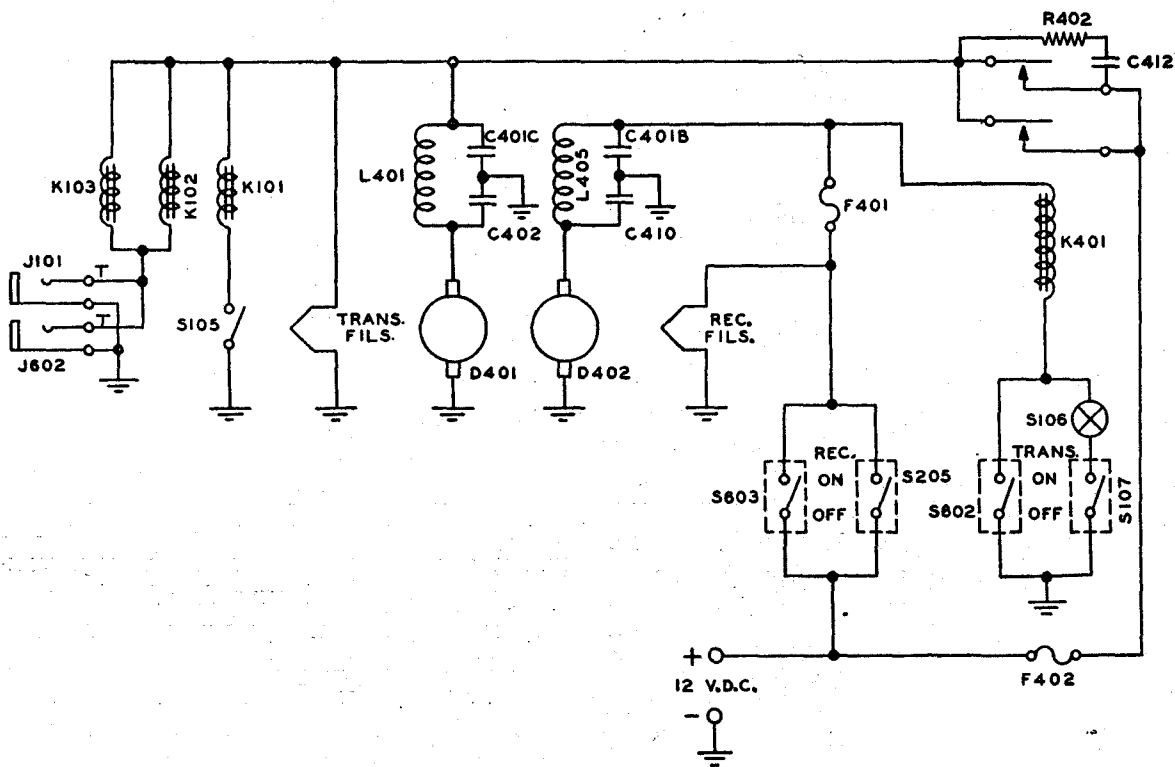 R402
C412
C401C
C401B
L401
L405
K103
K102
K101
F401
C402
C410
K401
J101
T
S105
TRANS.
FILS.
REC.
FILS.
T
J602
D401
D402
S106
REC.
ON
OFF
S603
S205
TRANS.
ON
OFF
S602
S107
+
12 V.D.C.
F402
-